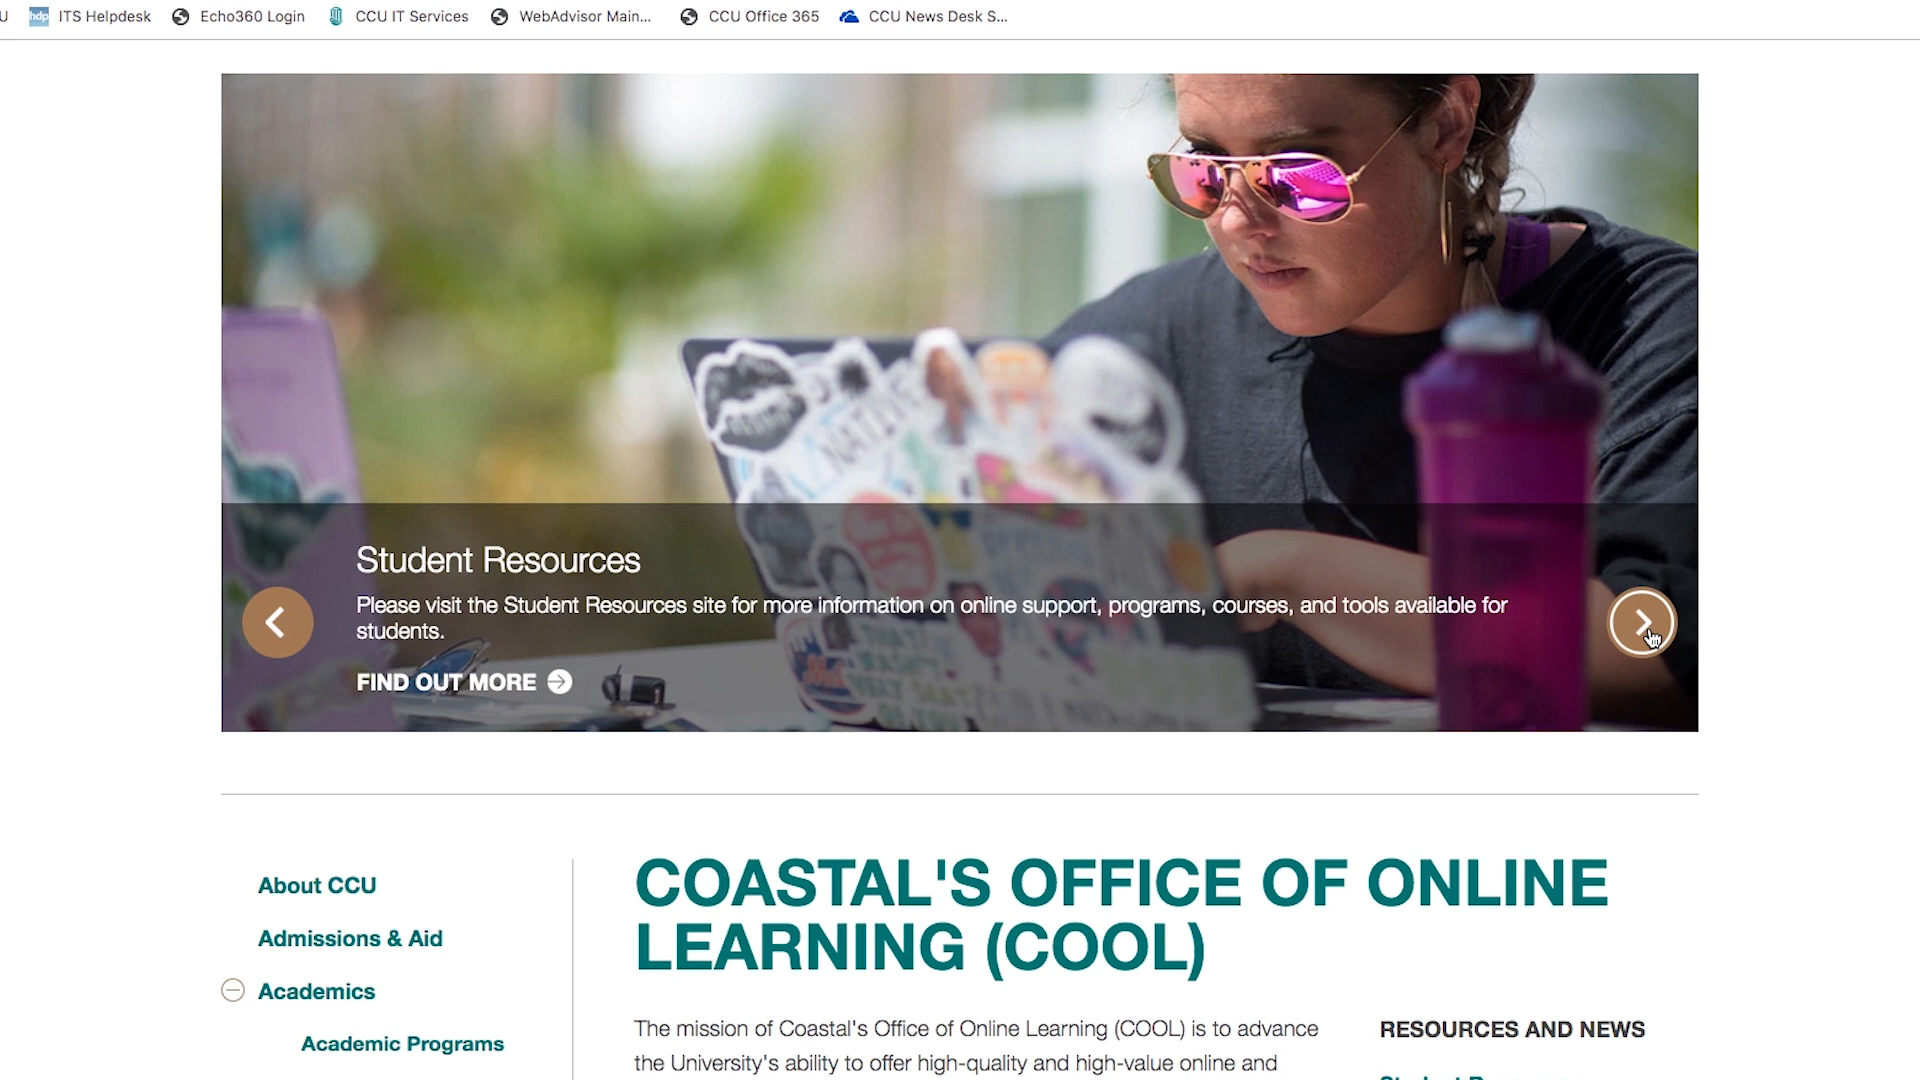 U hdp ITS Helpdesk Echo360 Login CCU IT Services WebAdvisor Main... CCU Office 365 CCU News Desk S...
NATIVE
Student Resources
Please visit the Student Resources site for more information on online support, programs, courses, and tools available for
students.
FIND OUT MORE
About CCU
Admissions & Aid
Academics
Academic Programs
COASTAL'S OFFICE OF ONLINE
LEARNING (COOL)
The mission of Coastal's Office of Online Learning (COOL) is to advance
the University's ability to offer high-quality and high-value online and
RESOURCES AND NEWS